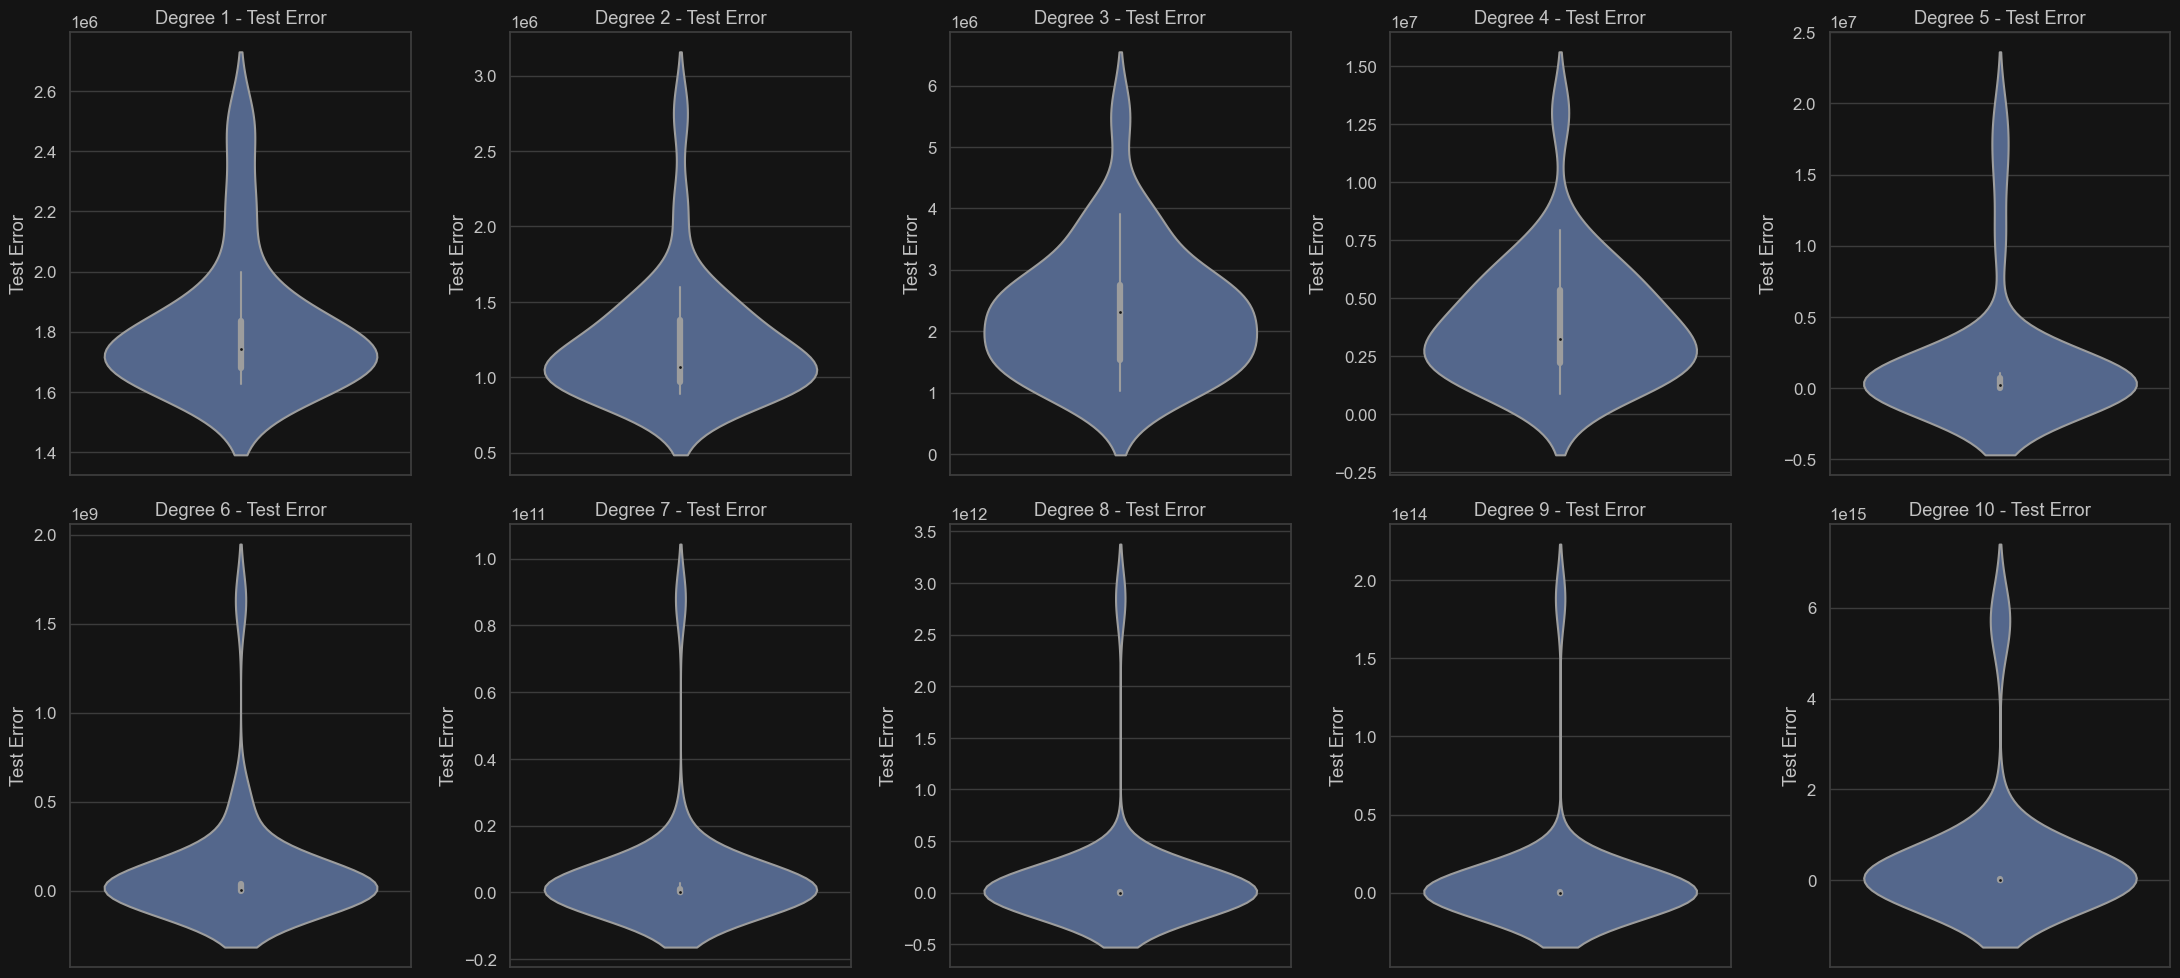 Degree 1 - Test Error
1e6
2.6
2.4
2.2
2.0
1.8
1.6
1.4
Test Error
Degree 2 - Test Error
1e6
3.0
2.5
2.0
1.5
1.0
0.5
Test Error
Degree 3 - Test Error
1e6
6
5
4
3
2
1
0
Test Error
Degree 4 - Test Error
1e7
1.50
1.25
1.00
0.75
0.50
0.25
0.00
−0.25
Test Error
Degree 5 - Test Error
1e7
2.5
2.0
1.5
1.0
0.5
0.0
−0.5
Test Error
Degree 6 - Test Error
1e9
2.0
1.5
1.0
0.5
0.0
Test Error
Degree 7 - Test Error
1e11
1.0
0.8
0.6
0.4
0.2
0.0
−0.2
Test Error
Degree 8 - Test Error
1e12
3.5
3.0
2.5
2.0
1.5
1.0
0.5
0.0
−0.5
Test Error
Degree 9 - Test Error
1e14
2.0
1.5
1.0
0.5
0.0
Test Error
Degree 10 - Test Error
1e15
6
4
2
0
Test Error